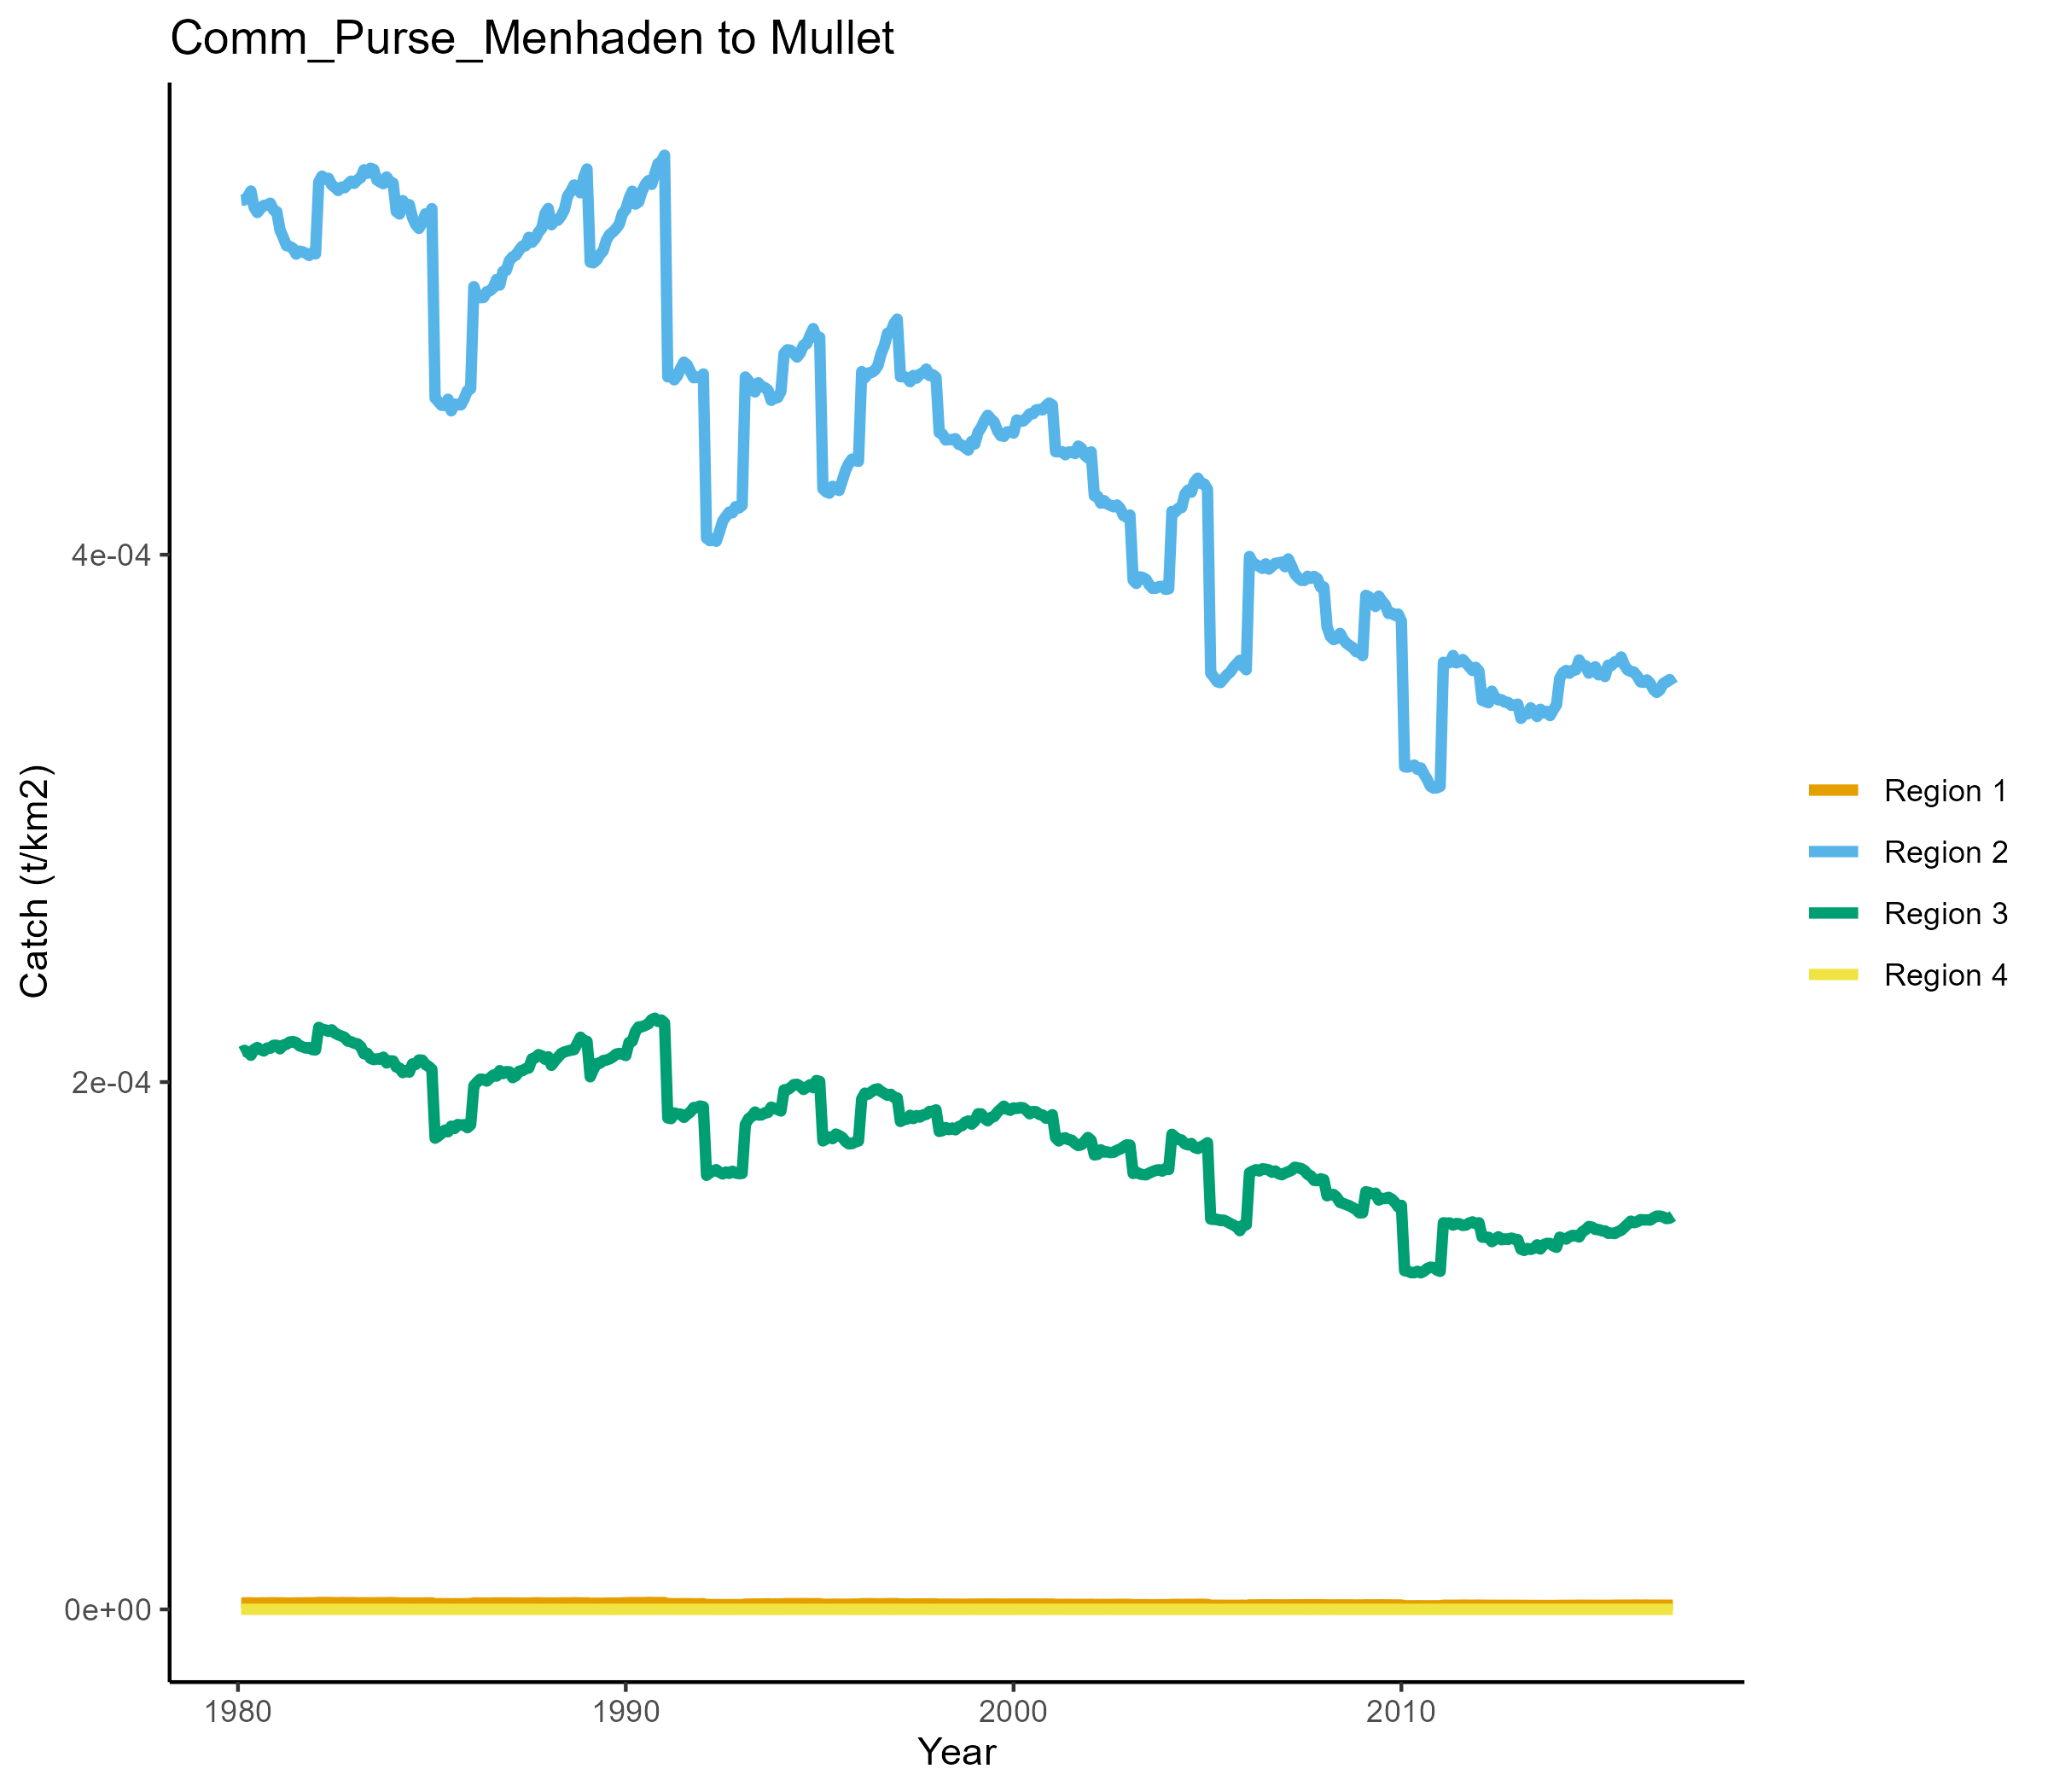 Comm_Purse_Menhaden to Mullet
Catch (t/km2)
4e-04
2e-04
0e+00
1980
1990
2000
2010
Year
Region 1
Region 2
Region 3
Region 4